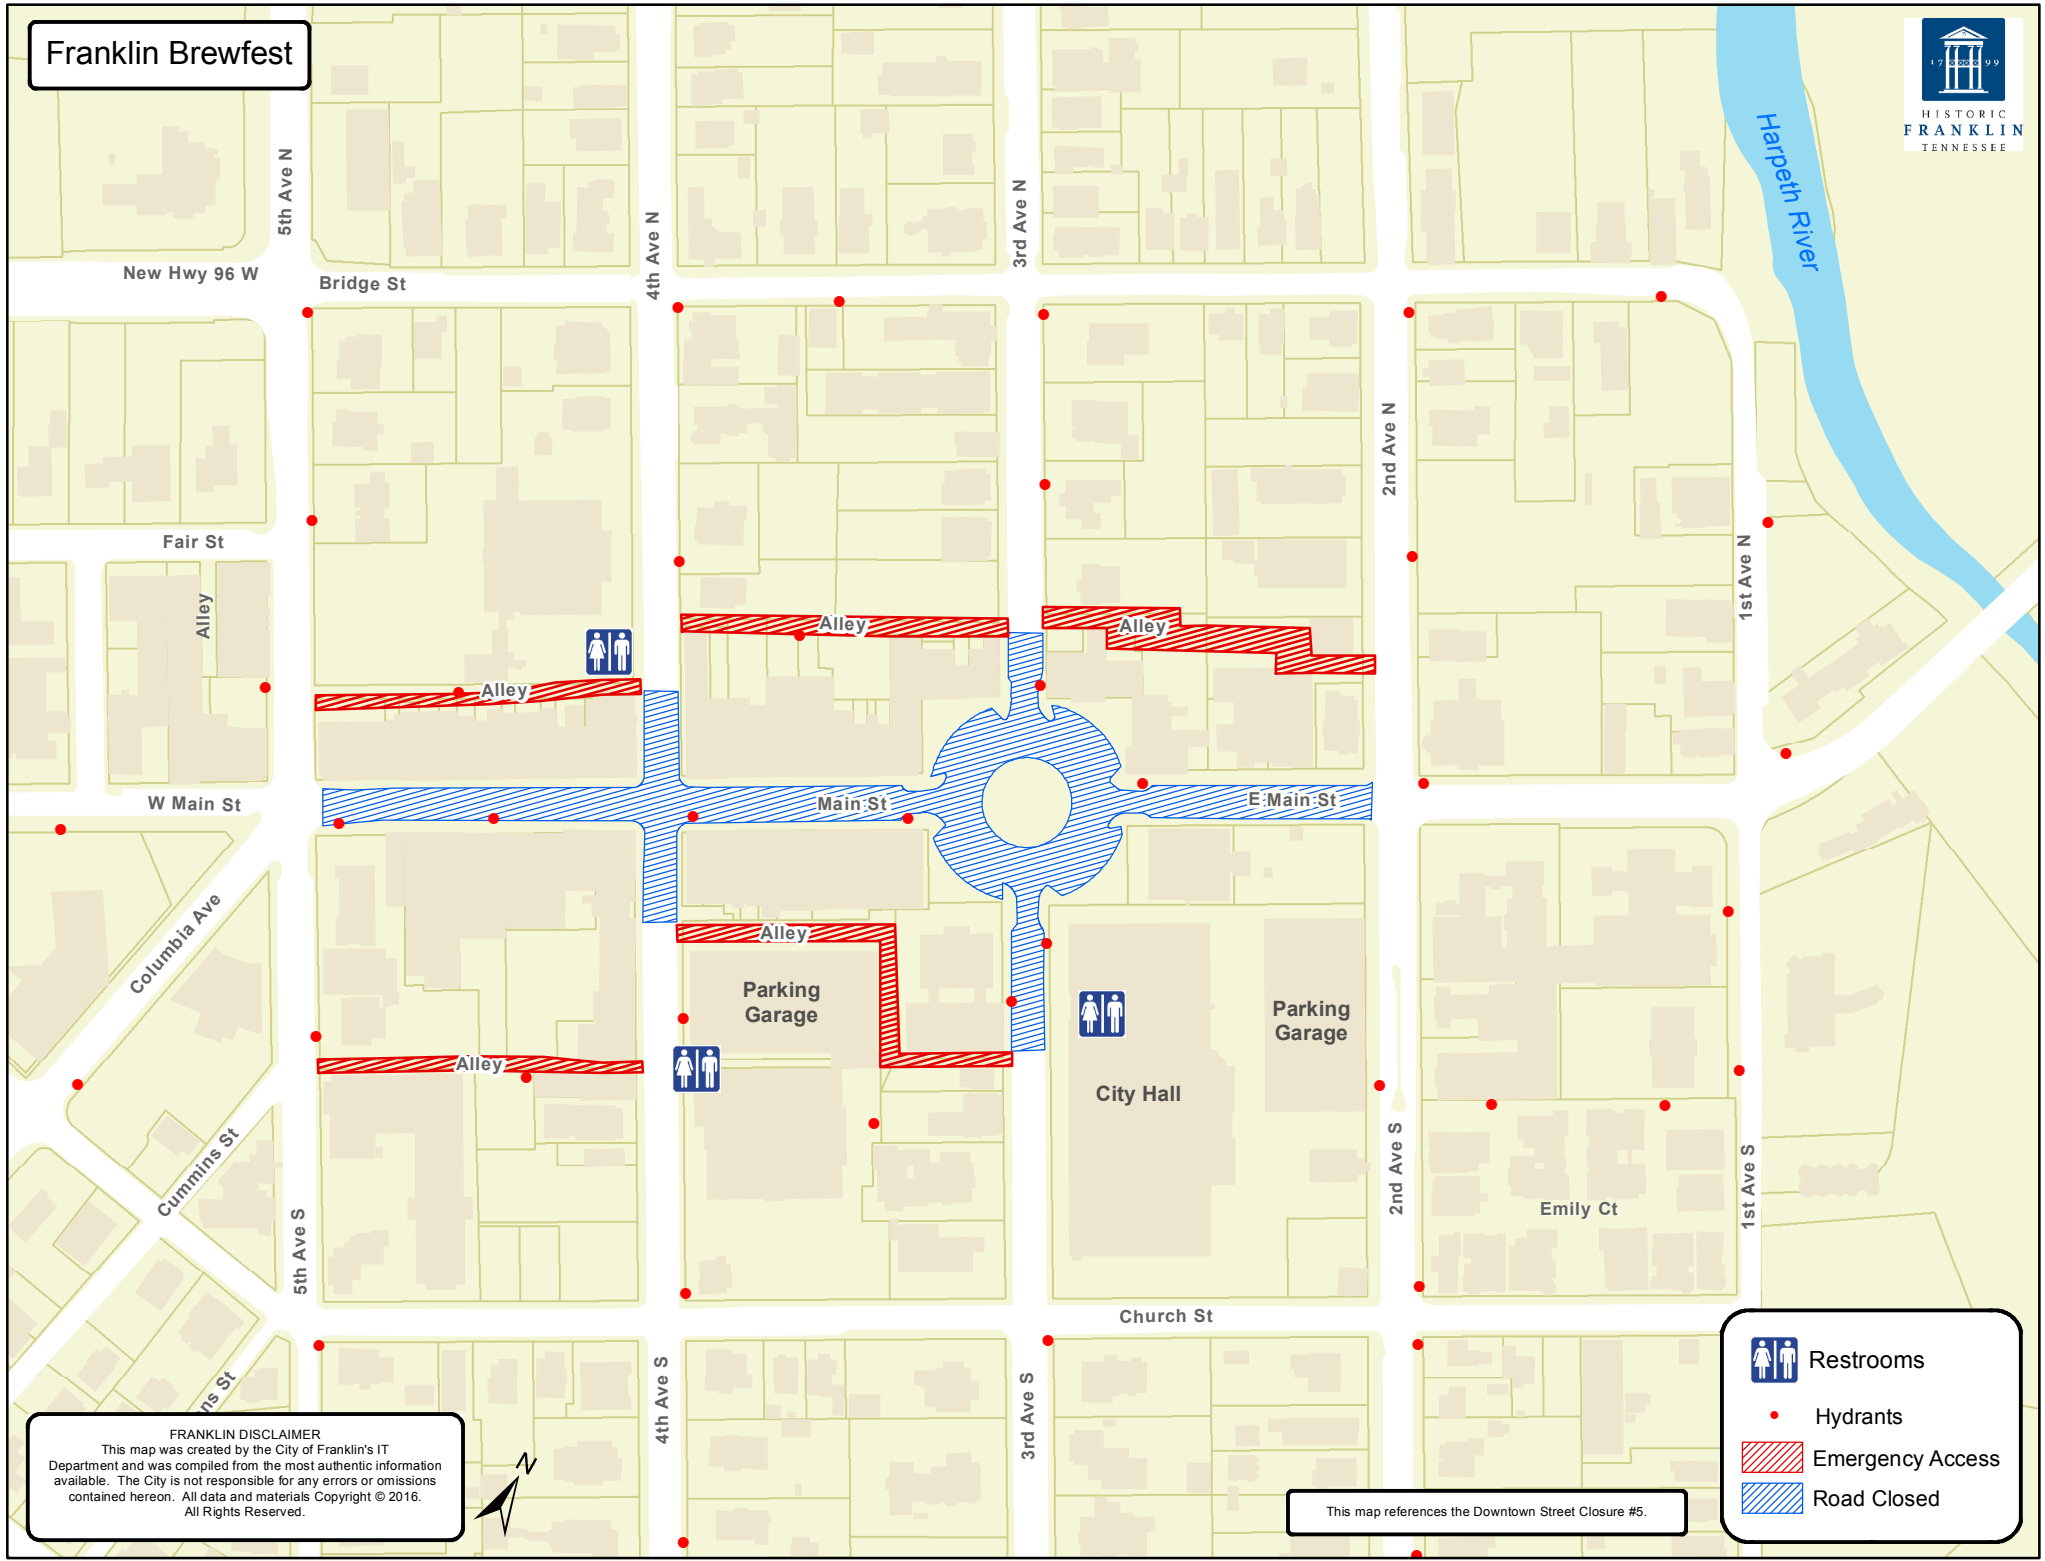 Franklin Brewfest
17 99
HISTORIC
FRANKLIN
TENNESSEE
Harpeth River
5th Ave N
4th Ave N
3rd Ave N
New Hwy 96 W
Bridge St
2nd Ave N
1st Ave N
Fair St
Alley
Alley
Alley
Alley
W Main St
Main St
E Main St
Columbia Ave
Alley
Parking
Garage
Parking
Garage
Alley
City Hall
Cummins St
2nd Ave S
1st Ave S
Emily Ct
5th Ave S
Church St
4th Ave S
3rd Ave S
ns St
Restrooms
Hydrants
Emergency Access
Road Closed
FRANKLIN DISCLAIMER
This map was created by the City of Franklin's IT
Department and was compiled from the most authentic information
available. The City is not responsible for any errors or omissions
contained hereon. All data and materials Copyright © 2016.
All Rights Reserved.
N
This map references the Downtown Street Closure #5.